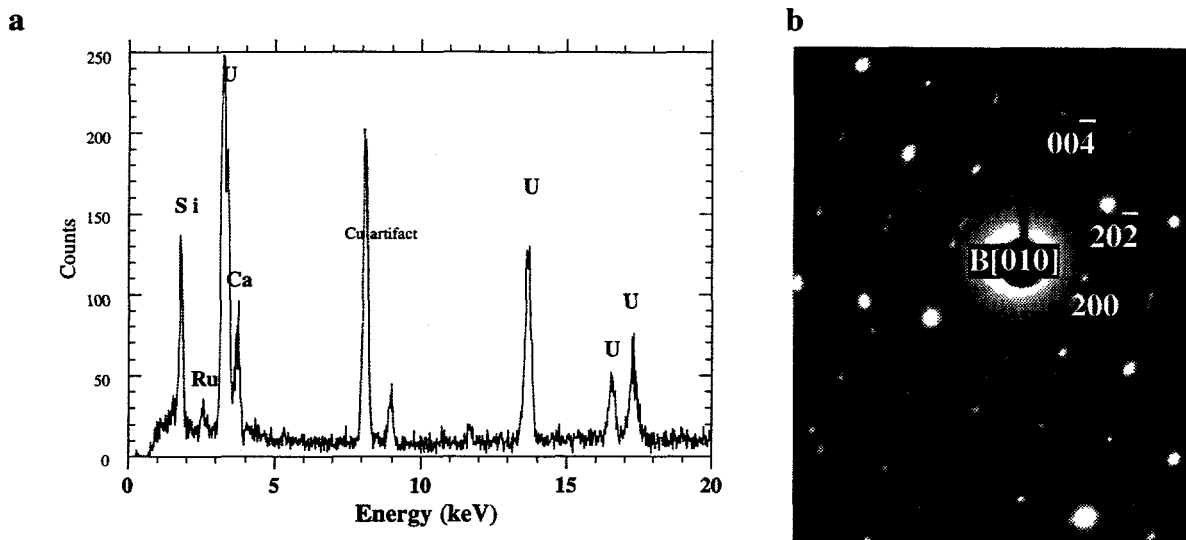 a
250
200
150
100
50
0
Counts
U
Si
Ru
Ca
Cu artifact
U
U
U
0
5
10
15
20
Energy (keV)
b
004̅
202̅
B[010]
200